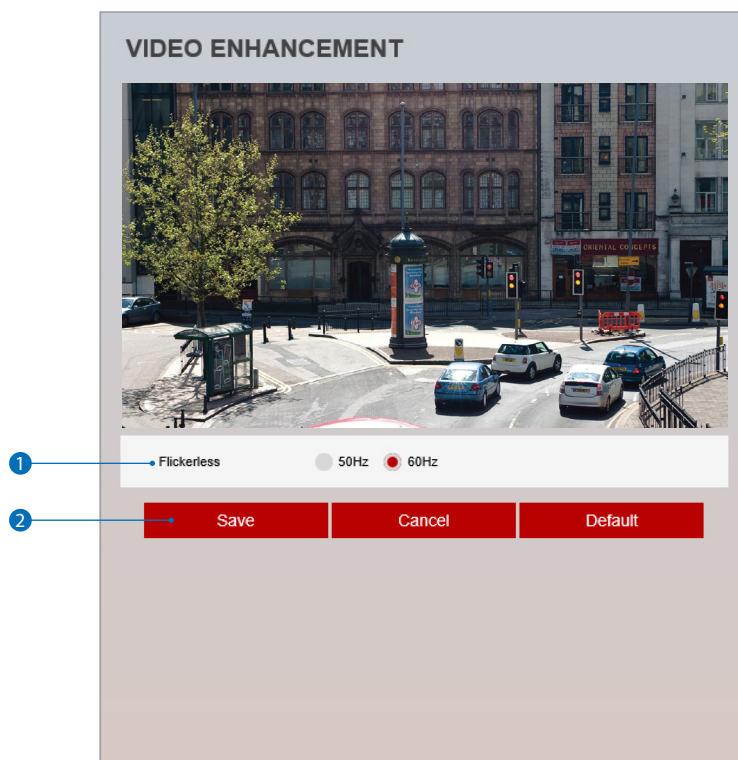 VIDEO ENHANCEMENT
ORIENTAL CONCEPTS
1
Flickerless 50Hz 60Hz
2
Save Cancel Default